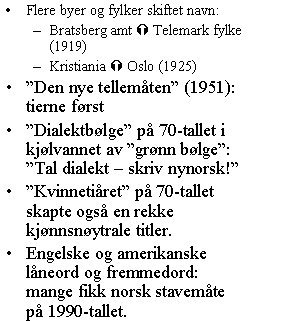 • Flere byer og fylker skiftet navn:
– Bratsberg amt 🡻 Telemark fylke
(1919)
– Kristiania 🡻 Oslo (1925)
• ”Den nye tellemåten” (1951):
tierne først
• ”Dialektbølge” på 70-tallet i
kjølvannet av ”grønn bølge”:
”Tal dialekt – skriv nynorsk!”
• ”Kvinnetiåret” på 70-tallet
skapte også en rekke
kjønnsnøytrale titler.
• Engelske og amerikanske
låneord og fremmedord:
mange fikk norsk stavemåte
på 1990-tallet.